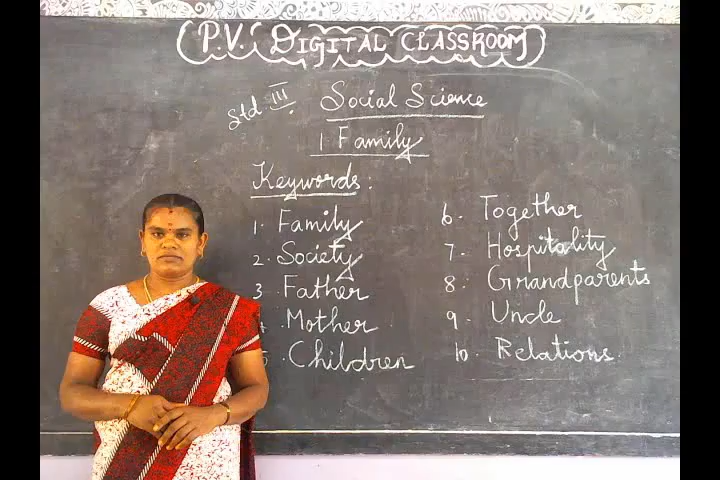 P.V. DIGITAL CLASSROOM
Std III. Social Science
1 Family
Keywords:
1. Family
2. Society
3 Father
4 Mother
5 Children
6. Together
7. Hospitality
8. Grandparents
9. Uncle
10. Relations.